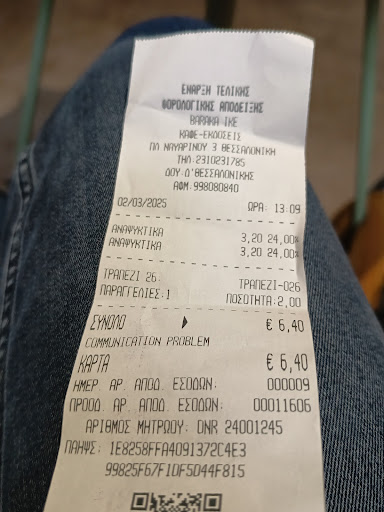 ΕΝΑΡΞΗ ΤΕΛΙΚΗΣ
ΦΟΡΟΛΟΓΙΚΗΣ ΑΠΟΔΕΙΞΗΣ
ΒΑRΑΚΑ ΙΚΕ
ΚΑΦΕ-ΕΚΔΟΣΕΙΣ
ΠΛ ΝΑΥΑΡΙΝΟΥ 3 ΘΕΣΣΑΛΟΝΙΚΗ
ΤΗΛ:2310231785
ΔΟΥ:Δ'ΘΕΣΣΑΛΟΝΙΚΗΣ
ΑΦΜ:998080840
02/03/2025 ΩΡΑ: 13:09
ΑΝΑΨΥΚΤΙΚΑ 3,20 24,00%
ΑΝΑΨΥΚΤΙΚΑ 3,20 24,00%
ΤΡΑΠΕΖΙ 26: ΤΡΑΠΕΖΙ-026
ΠΑΡΑΓΓΕΛΙΕΣ:1 ΠΟΣΟΤΗΤΑ:2,00
ΣΥΝΟΛΟ € 6,40
COMMUNICATION PROBLEM
ΚΑΡΤΑ € 6,40
ΗΜΕΡ. ΑΡ. ΑΠΟΔ. ΕΣΟΔΩΝ: 000009
ΠΡΟΟΔ. ΑΡ. ΑΠΟΔ. ΕΣΟΔΩΝ: 00011606
ΑΡΙΘΜΟΣ ΜΗΤΡΩΟΥ: DNR 24001245
ΠΑΗΨΣ: 1E8258FFA4091372C4E3
99825F67F1DF5D44F815